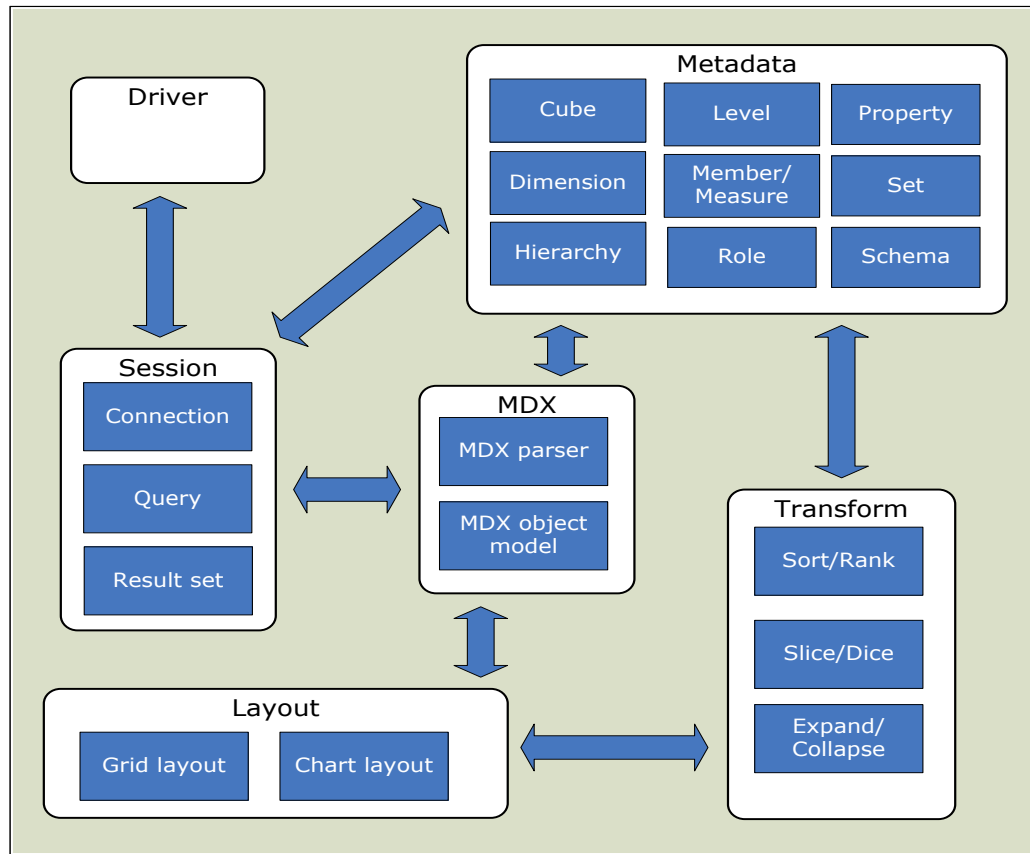 Driver
Metadata
Cube
Level
Property
Dimension
Member/
Measure
Set
Hierarchy
Role
Schema
Session
Connection
Query
Result set
MDX
MDX parser
MDX object
model
Transform
Sort/Rank
Slice/Dice
Expand/
Collapse
Layout
Grid layout
Chart layout